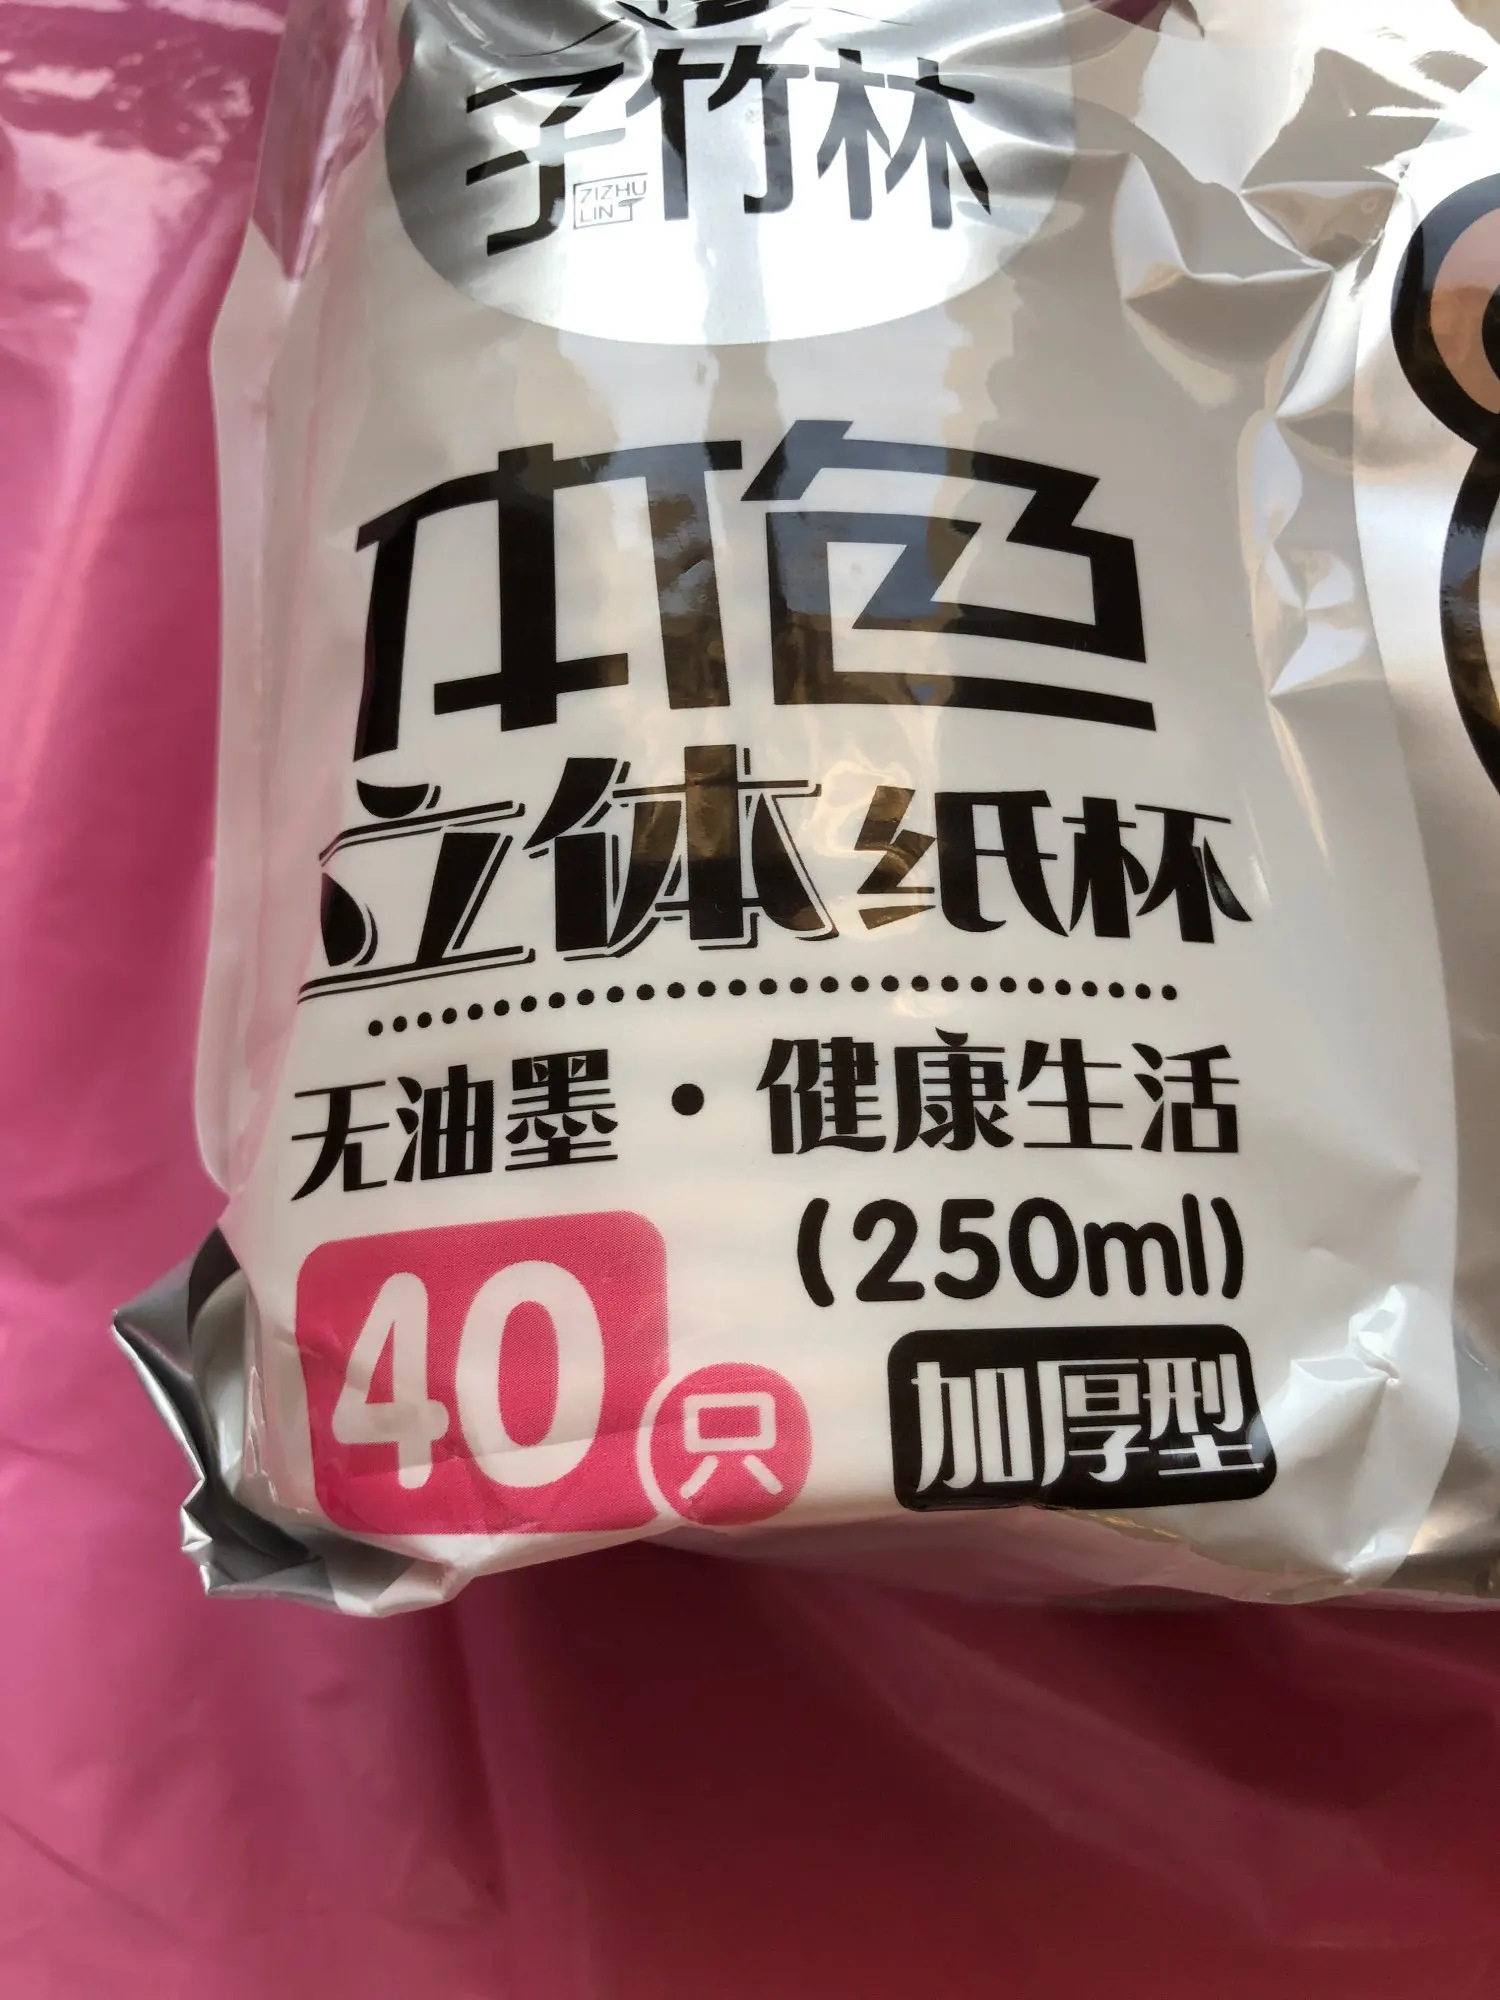 子竹林
ZIZHU
LIN
本色
立体纸杯
无油墨·健康生活
(250ml)
40只
加厚型